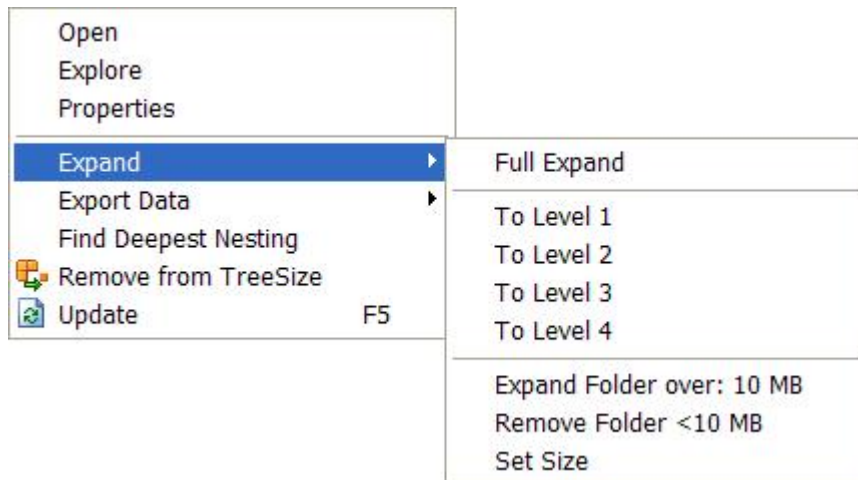 Open
Explore
Properties
Expand
Export Data
Find Deepest Nesting
Remove from TreeSize
Update F5
Full Expand
To Level 1
To Level 2
To Level 3
To Level 4
Expand Folder over: 10 MB
Remove Folder <10 MB
Set Size